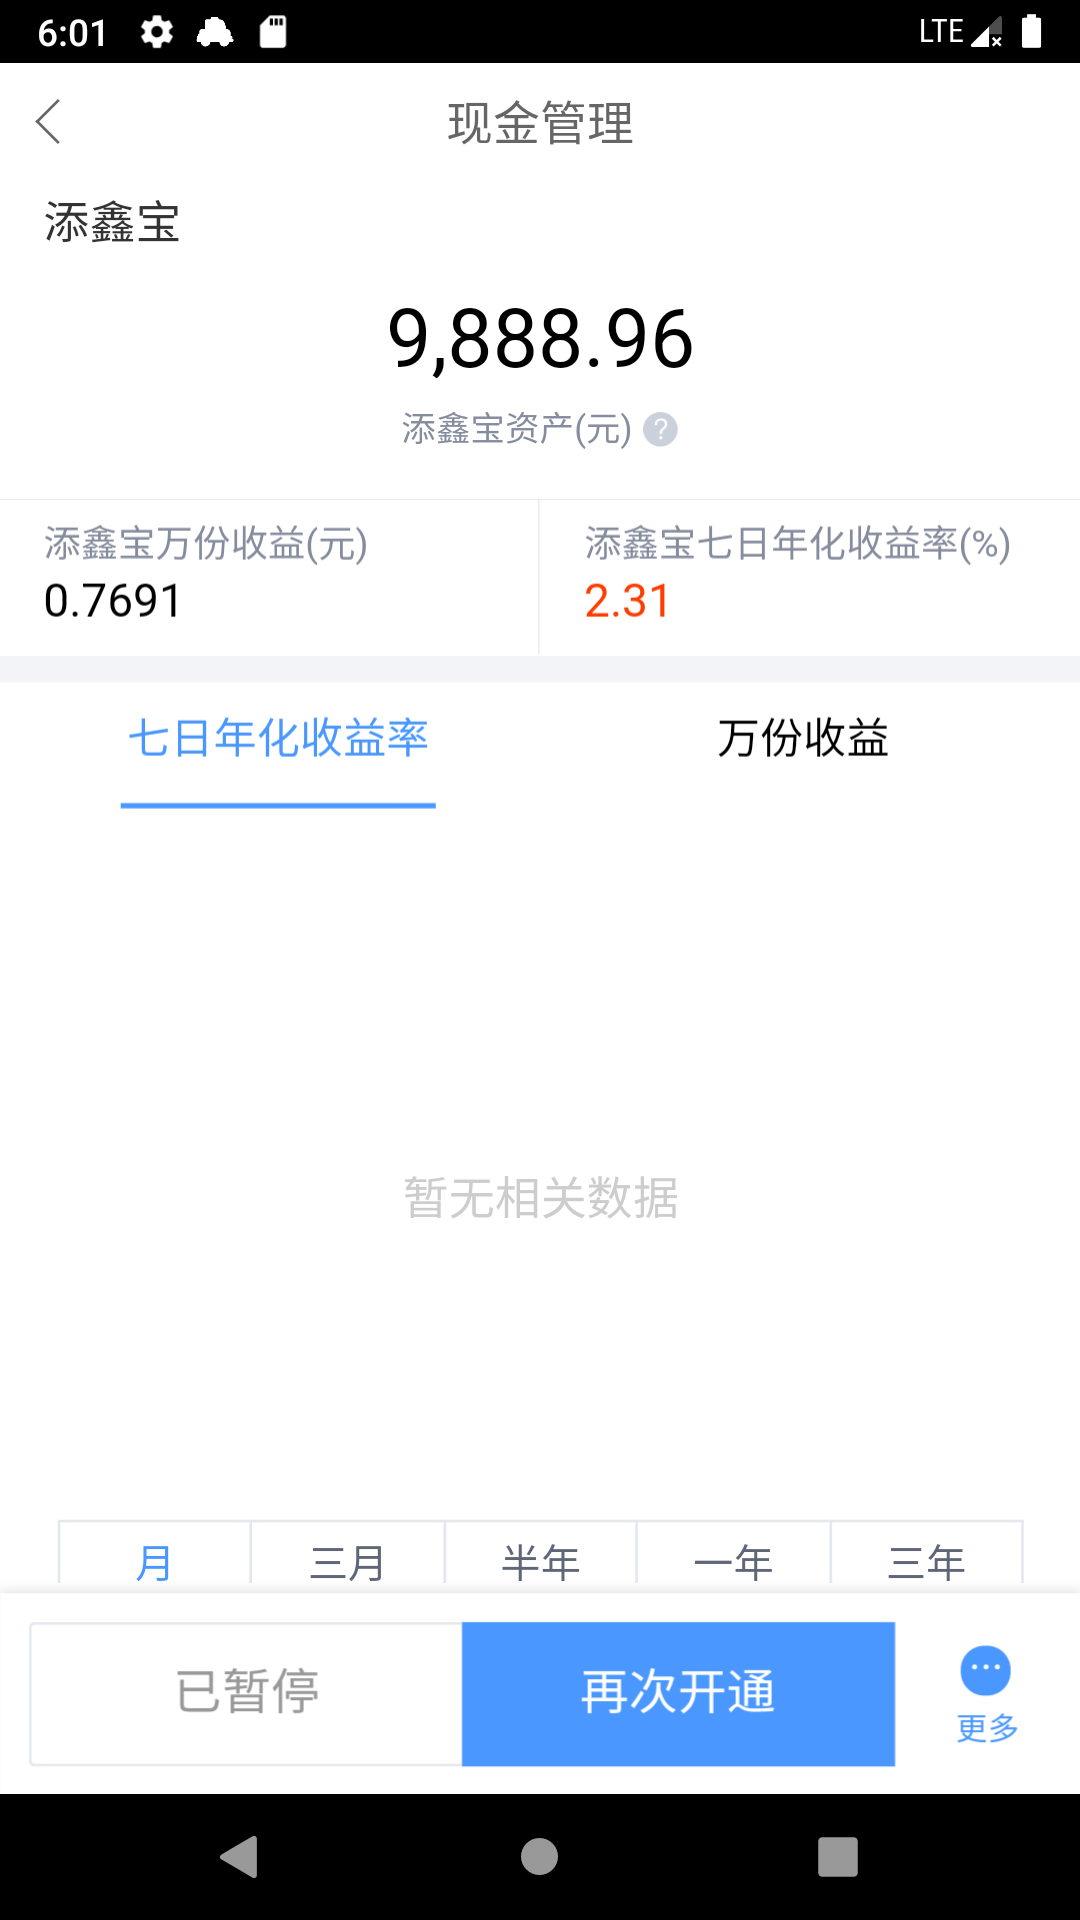 6:01 LTE
现金管理
添鑫宝
9,888.96
添鑫宝资产(元) ?
添鑫宝万份收益(元) 添鑫宝七日年化收益率(%)
0.7691 2.31
七日年化收益率 万份收益
暂无相关数据
月 三月 半年 一年 三年
已暂停 再次开通 更多